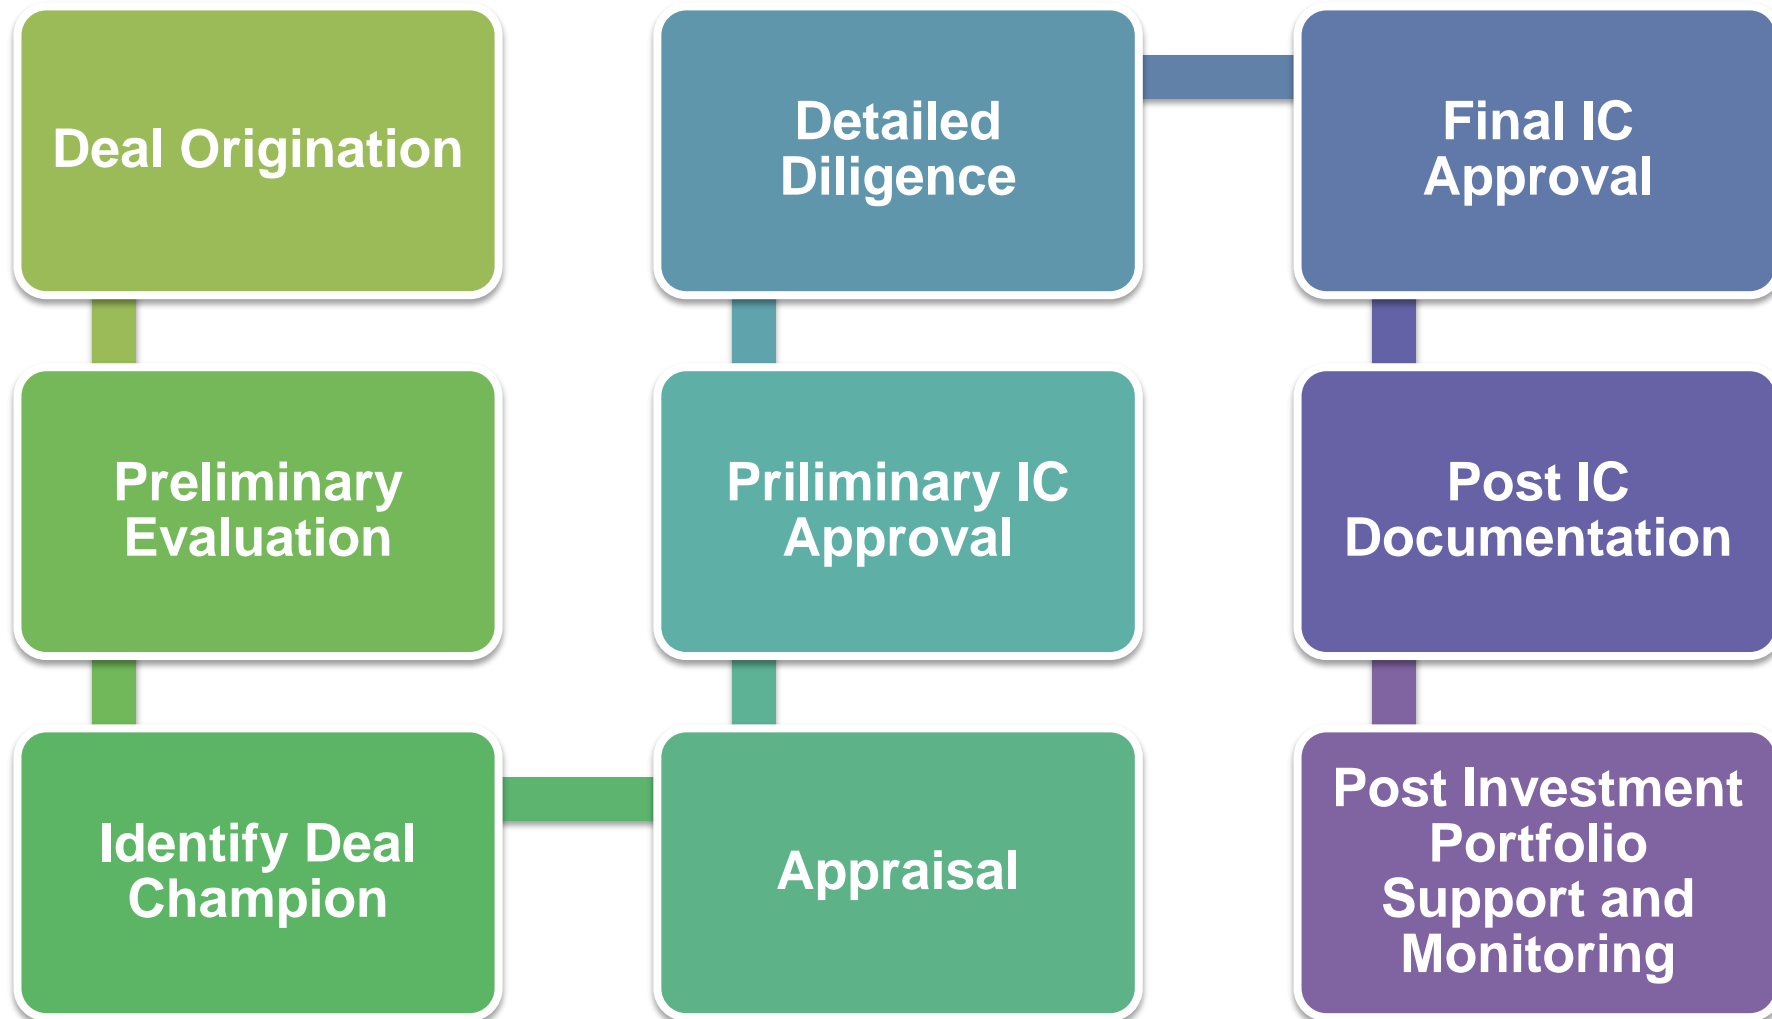 Deal Origination
Preliminary
Evaluation
Identify Deal
Champion
Appraisal
Priliminary IC
Approval
Detailed
Diligence
Final IC
Approval
Post IC
Documentation
Post Investment
Portfolio
Support and
Monitoring